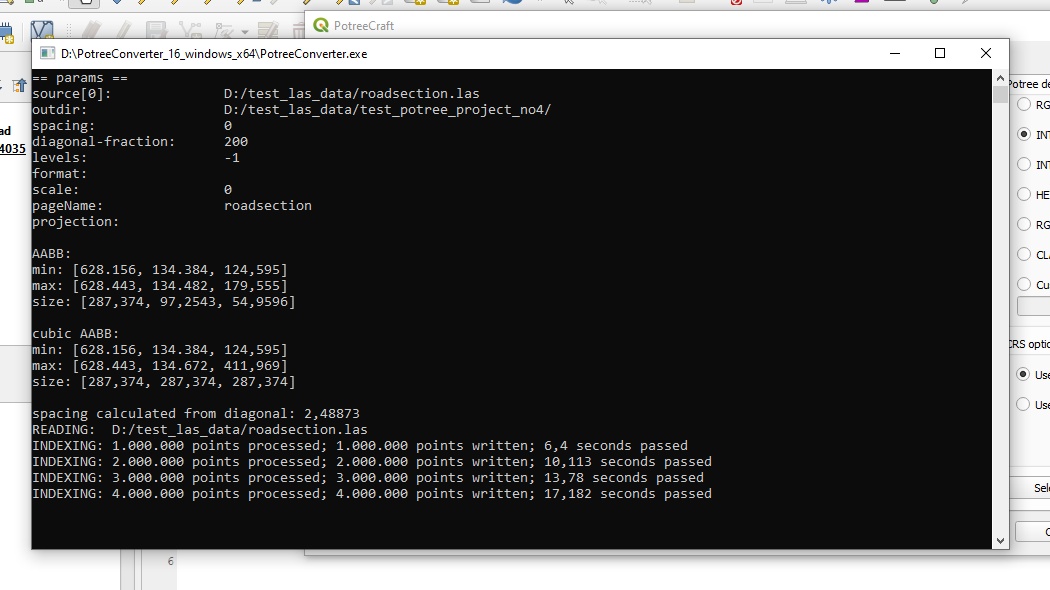 PotreeCraft
D:\PotreeConverter_16_windows_x64\PotreeConverter.exe
== params ==
source[0]: D:/test_las_data/roadsection.las
outdir: D:/test_las_data/test_potree_project_no4/
spacing: 0
diagonal-fraction: 200
levels: -1
format:
scale: 0
pageName: roadsection
projection:
AABB:
min: [628.156, 134.384, 124,595]
max: [628.443, 134.482, 179,555]
size: [287,374, 97,2543, 54,9596]
cubic AABB:
min: [628.156, 134.384, 124,595]
max: [628.443, 134.672, 411,969]
size: [287,374, 287,374, 287,374]
spacing calculated from diagonal: 2,48873
READING: D:/test_las_data/roadsection.las
INDEXING: 1.000.000 points processed; 1.000.000 points written; 6,4 seconds passed
INDEXING: 2.000.000 points processed; 2.000.000 points written; 10,113 seconds passed
INDEXING: 3.000.000 points processed; 3.000.000 points written; 13,78 seconds passed
INDEXING: 4.000.000 points processed; 4.000.000 points written; 17,182 seconds passed
ad
4035
Potree de
RG
INT
INT
HE
RG
CL
Cu
CRS optio
Use
Use
Sel
6